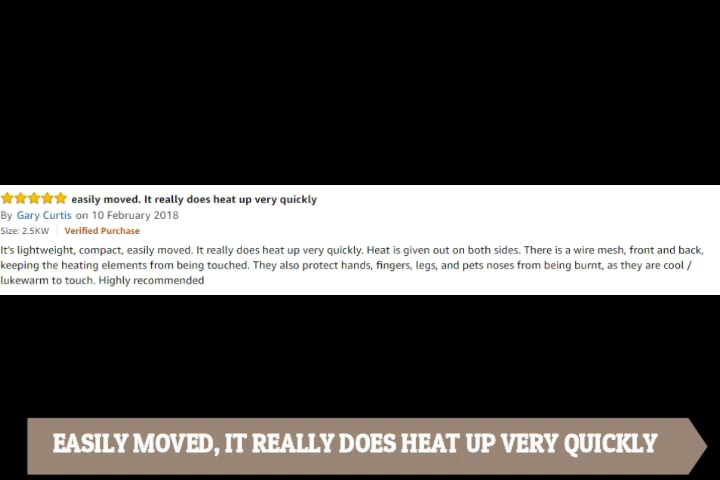 easily moved. It really does heat up very quickly
By Gary Curtis on 10 February 2018
Size: 2.5KW | Verified Purchase
It's lightweight, compact, easily moved. It really does heat up very quickly. Heat is given out on both sides. There is a wire mesh, front and back,
keeping the heating elements from being touched. They also protect hands, fingers, legs, and pets noses from being burnt, as they are cool /
lukewarm to touch. Highly recommended
EASILY MOVED, IT REALLY DOES HEAT UP VERY QUICKLY